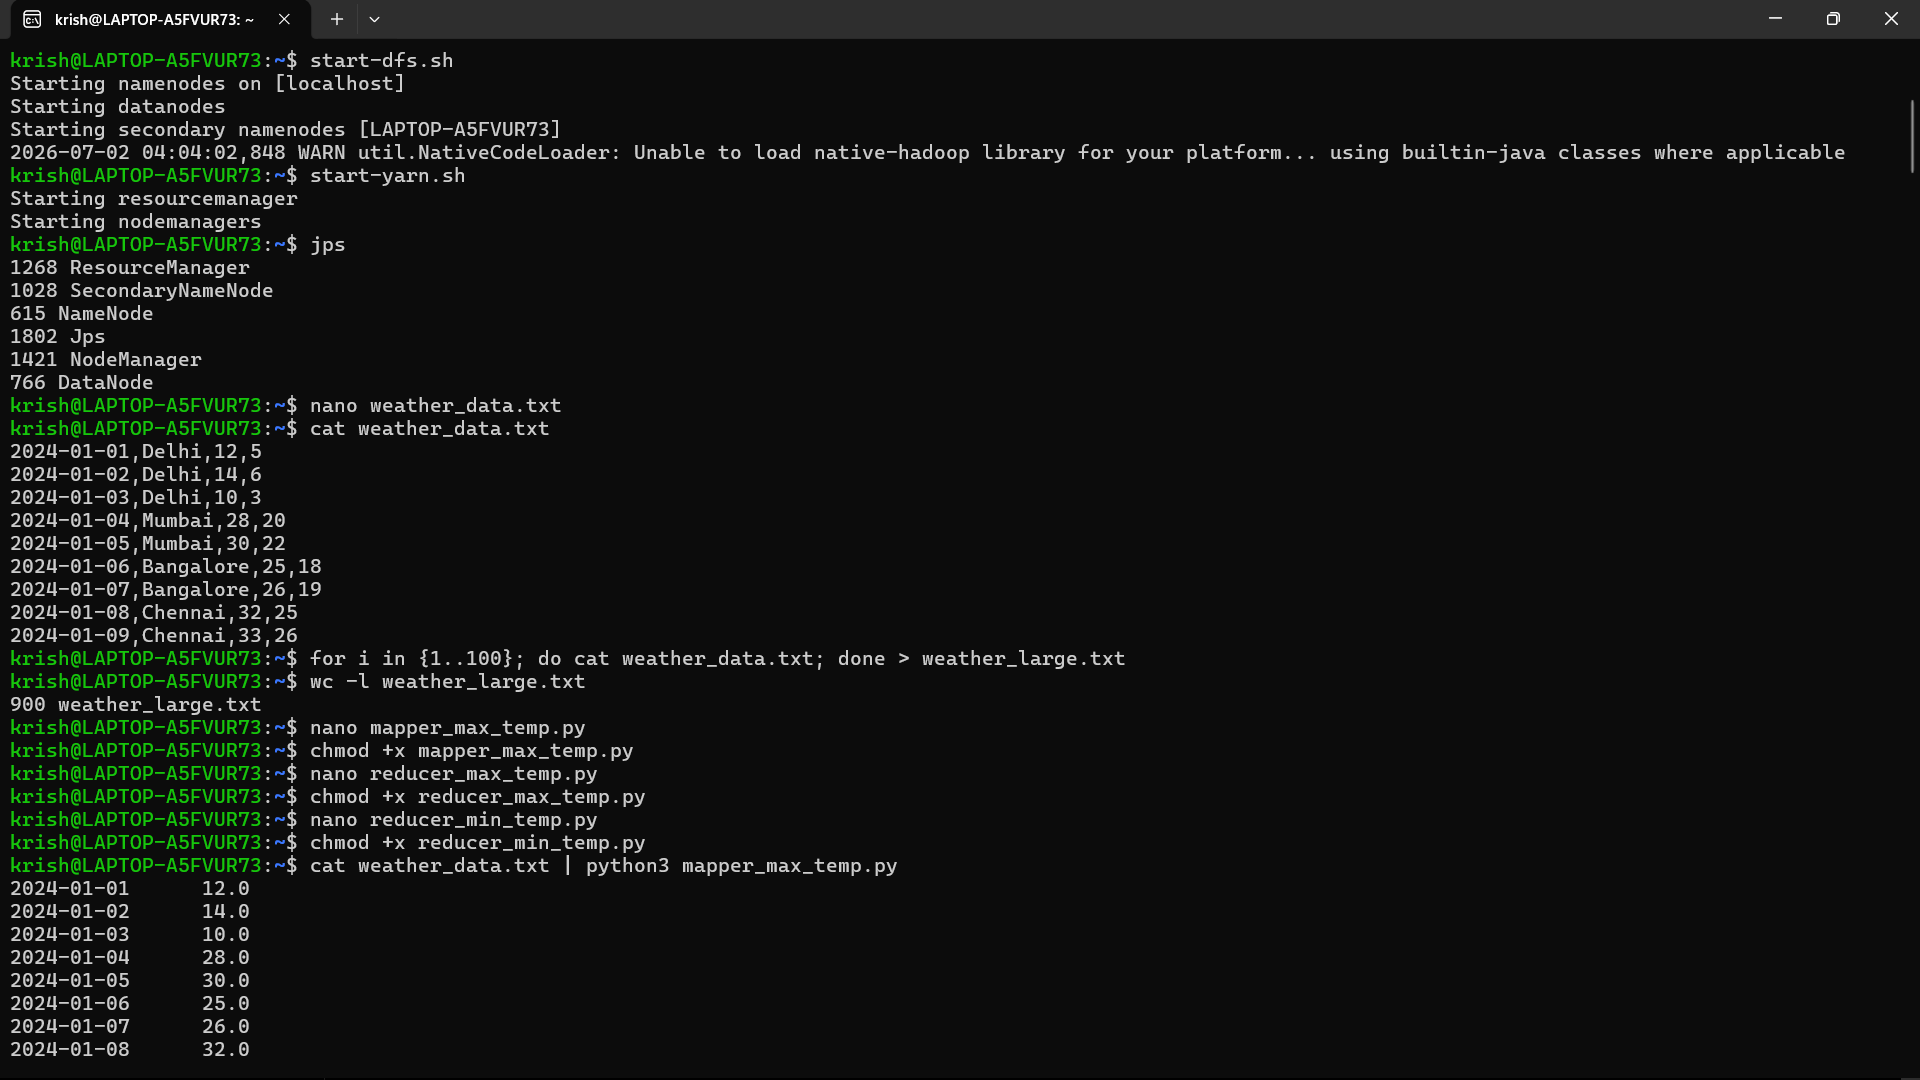 krish@LAPTOP-A5FVUR73: ~
krish@LAPTOP-A5FVUR73:~$ start-dfs.sh
Starting namenodes on [localhost]
Starting datanodes
Starting secondary namenodes [LAPTOP-A5FVUR73]
2026-07-02 04:04:02,848 WARN util.NativeCodeLoader: Unable to load native-hadoop library for your platform... using builtin-java classes where applicable
krish@LAPTOP-A5FVUR73:~$ start-yarn.sh
Starting resourcemanager
Starting nodemanagers
krish@LAPTOP-A5FVUR73:~$ jps
1268 ResourceManager
1028 SecondaryNameNode
615 NameNode
1802 Jps
1421 NodeManager
766 DataNode
krish@LAPTOP-A5FVUR73:~$ nano weather_data.txt
krish@LAPTOP-A5FVUR73:~$ cat weather_data.txt
2024-01-01,Delhi,12,5
2024-01-02,Delhi,14,6
2024-01-03,Delhi,10,3
2024-01-04,Mumbai,28,20
2024-01-05,Mumbai,30,22
2024-01-06,Bangalore,25,18
2024-01-07,Bangalore,26,19
2024-01-08,Chennai,32,25
2024-01-09,Chennai,33,26
krish@LAPTOP-A5FVUR73:~$ for i in {1..100}; do cat weather_data.txt; done > weather_large.txt
krish@LAPTOP-A5FVUR73:~$ wc -l weather_large.txt
900 weather_large.txt
krish@LAPTOP-A5FVUR73:~$ nano mapper_max_temp.py
krish@LAPTOP-A5FVUR73:~$ chmod +x mapper_max_temp.py
krish@LAPTOP-A5FVUR73:~$ nano reducer_max_temp.py
krish@LAPTOP-A5FVUR73:~$ chmod +x reducer_max_temp.py
krish@LAPTOP-A5FVUR73:~$ nano reducer_min_temp.py
krish@LAPTOP-A5FVUR73:~$ chmod +x reducer_min_temp.py
krish@LAPTOP-A5FVUR73:~$ cat weather_data.txt | python3 mapper_max_temp.py
2024-01-01      12.0
2024-01-02      14.0
2024-01-03      10.0
2024-01-04      28.0
2024-01-05      30.0
2024-01-06      25.0
2024-01-07      26.0
2024-01-08      32.0